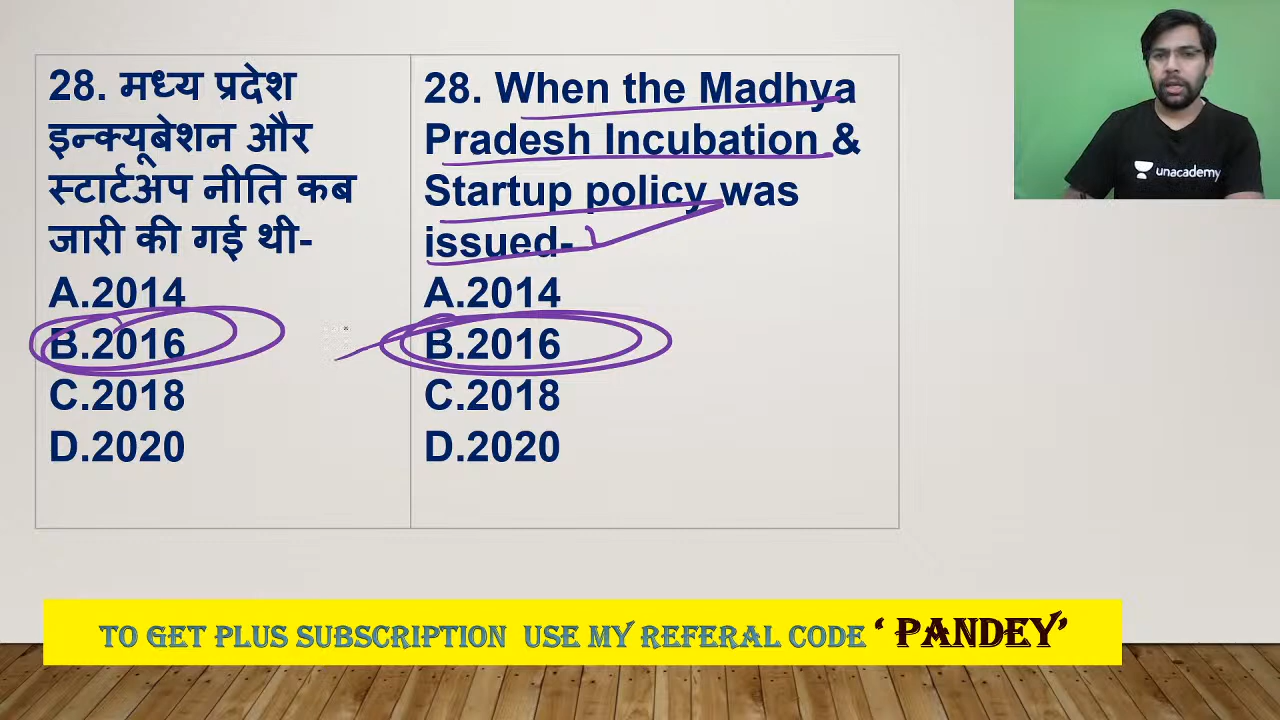 28. मध्य प्रदेश
इन्क्यूबेशन और
स्टार्टअप नीति कब
जारी की गई थी-
A.2014
B.2016
C.2018
D.2020
28. When the Madhya
Pradesh Incubation &
Startup policy was
issued-
A.2014
B.2016
C.2018
D.2020
unacademy
TO GET PLUS SUBSCRIPTION USE MY REFERAL CODE ‘ PANDEY’